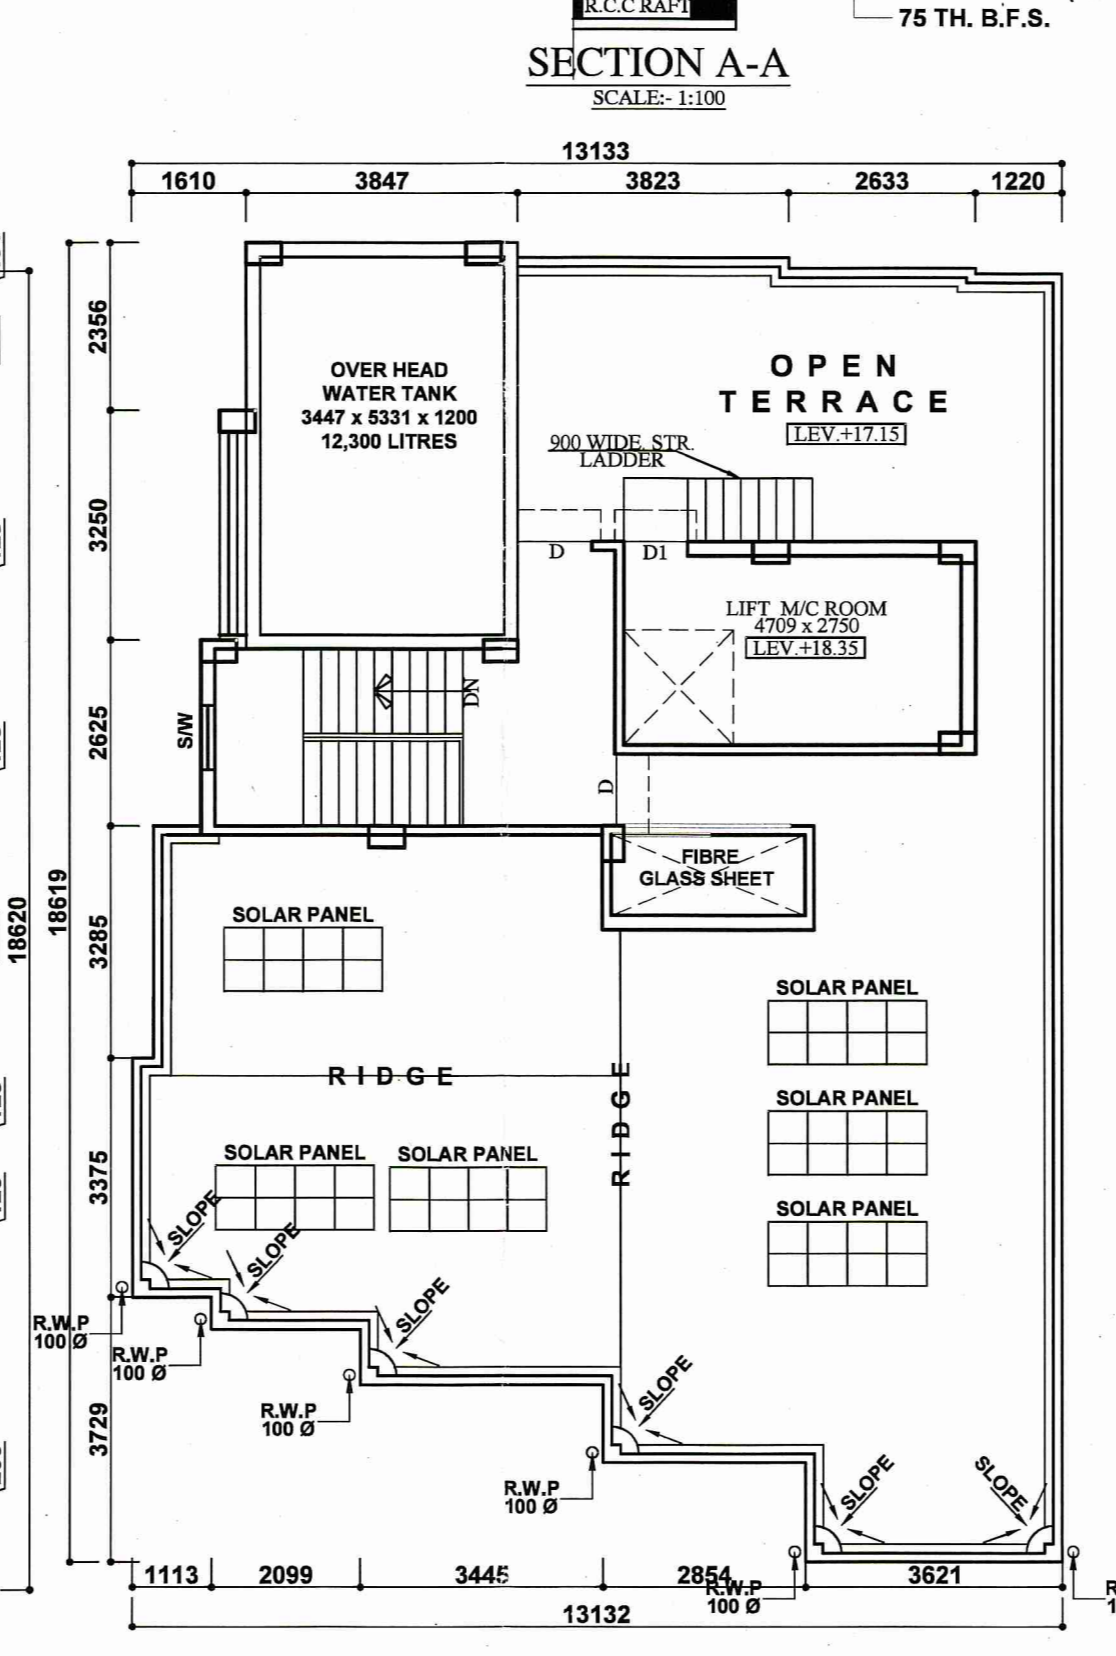 R.C.C RAFT
75 TH. B.F.S.
SECTION A-A
SCALE:- 1:100
13133
1610 3847 3823 2633 1220
2356
OVER HEAD
WATER TANK
3447 x 5331 x 1200
12,300 LITRES
OPEN
TERRACE
LEV.+17.15
900 WIDE. STR.
LADDER
3250
D
D1
LIFT M/C ROOM
4709 x 2750
LEV.+18.35
DN
S/W
2625
D
FIBRE
GLASS SHEET
18620
18619
3285
SOLAR PANEL
SOLAR PANEL
RIDGE
RIDGE
SOLAR PANEL
3375
SOLAR PANEL
SOLAR PANEL
SOLAR PANEL
SLOPE
SLOPE
SLOPE
R.W.P
100 Ø
R.W.P
100 Ø
R.W.P
100 Ø
SLOPE
3729
R.W.P
100 Ø
SLOPE
SLOPE
1113 2099 3445 2854 3621
R.W.P
100 Ø
13132